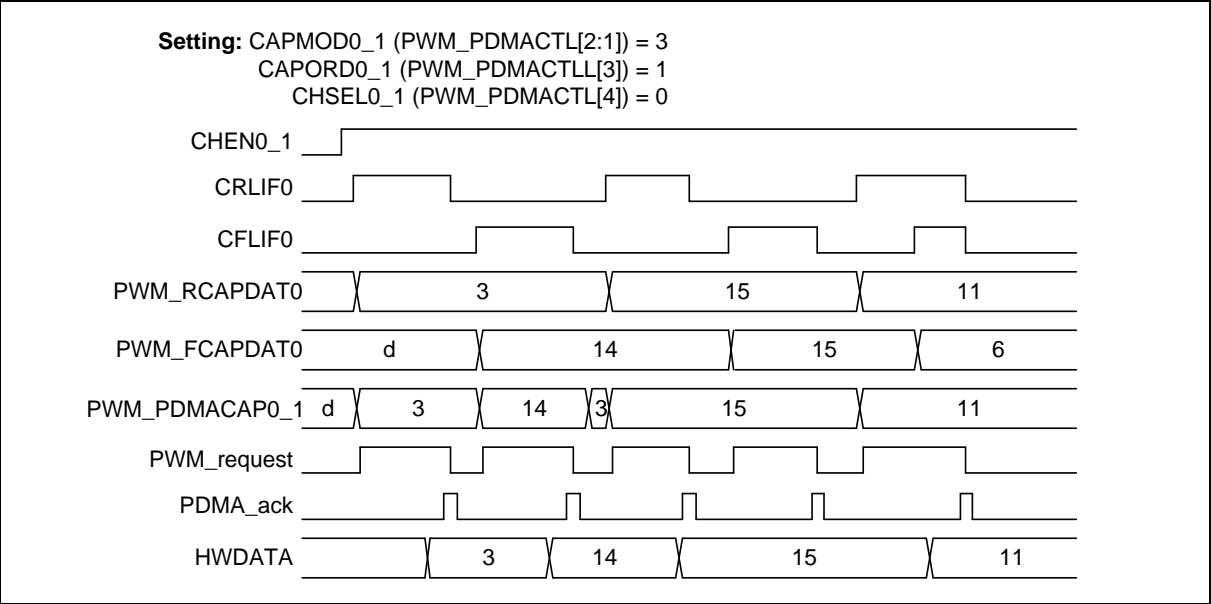 Setting: CAPMOD0_1 (PWM_PDMACTL[2:1]) = 3
CAPORD0_1 (PWM_PDMACTLL[3]) = 1
CHSEL0_1 (PWM_PDMACTL[4]) = 0
CHEN0_1
CRLIF0
CFLIF0
PWM_RCAPDAT0 3 15 11
PWM_FCAPDAT0 d 14 15 6
PWM_PDMACAP0_1 d 3 14 3 15 11
PWM_request
PDMA_ack
HWDATA 3 14 15 11